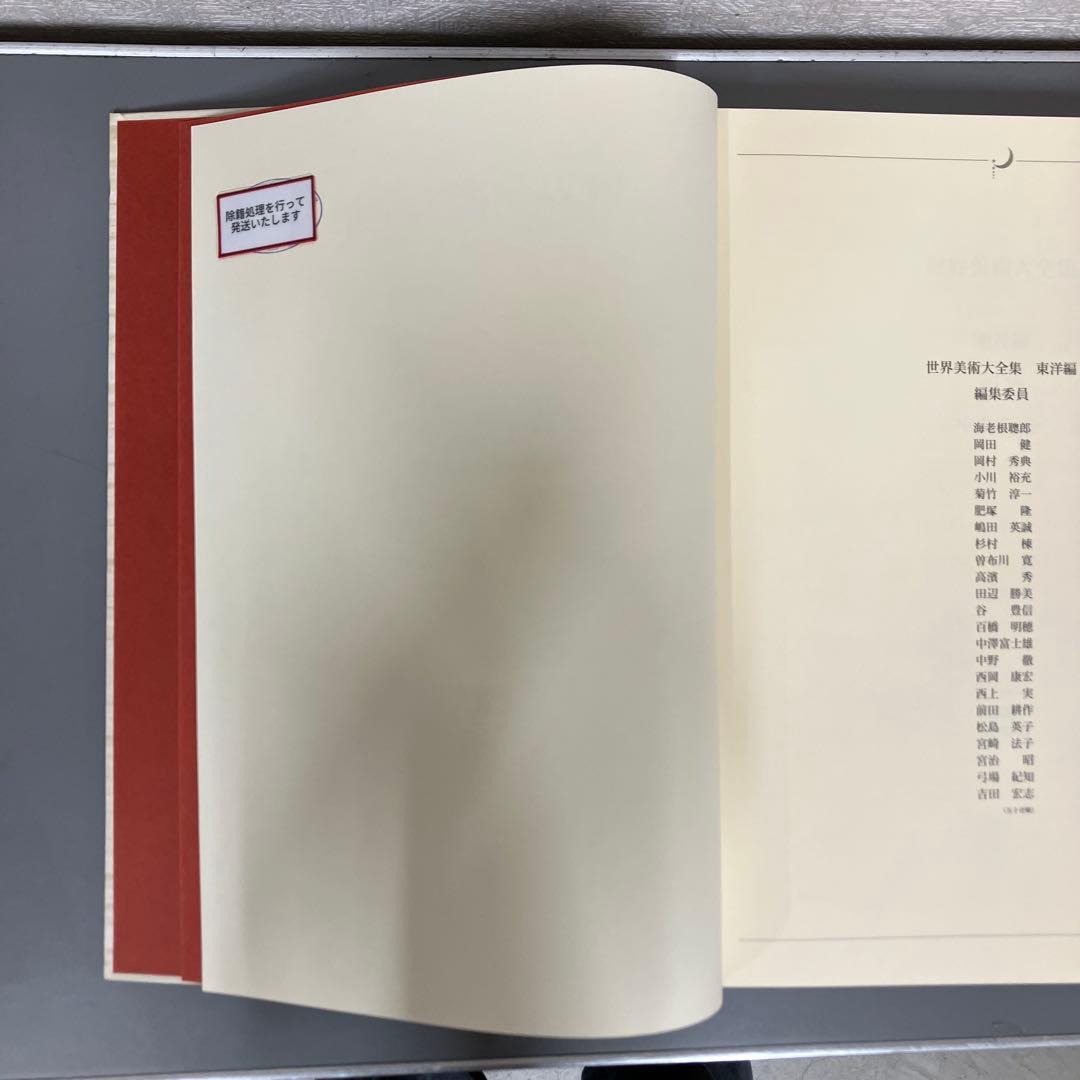 除籍処理を行って
発送いたします
世界美術大全集　東洋編
編集委員
海老根聰郎
岡田　健
岡村　秀典
小川　裕充
菊竹　淳一
肥塚　隆
嶋田　英誠
杉村　棟
曽布川　寛
高濱　秀
田辺　勝美
谷　豊信
百橋　明穂
中澤富士雄
中野　徹
西岡　康宏
西上　実
前田　耕作
松島　英子
宮崎　法子
宮治　昭
弓場　紀知
吉田　宏志
（五十音順）